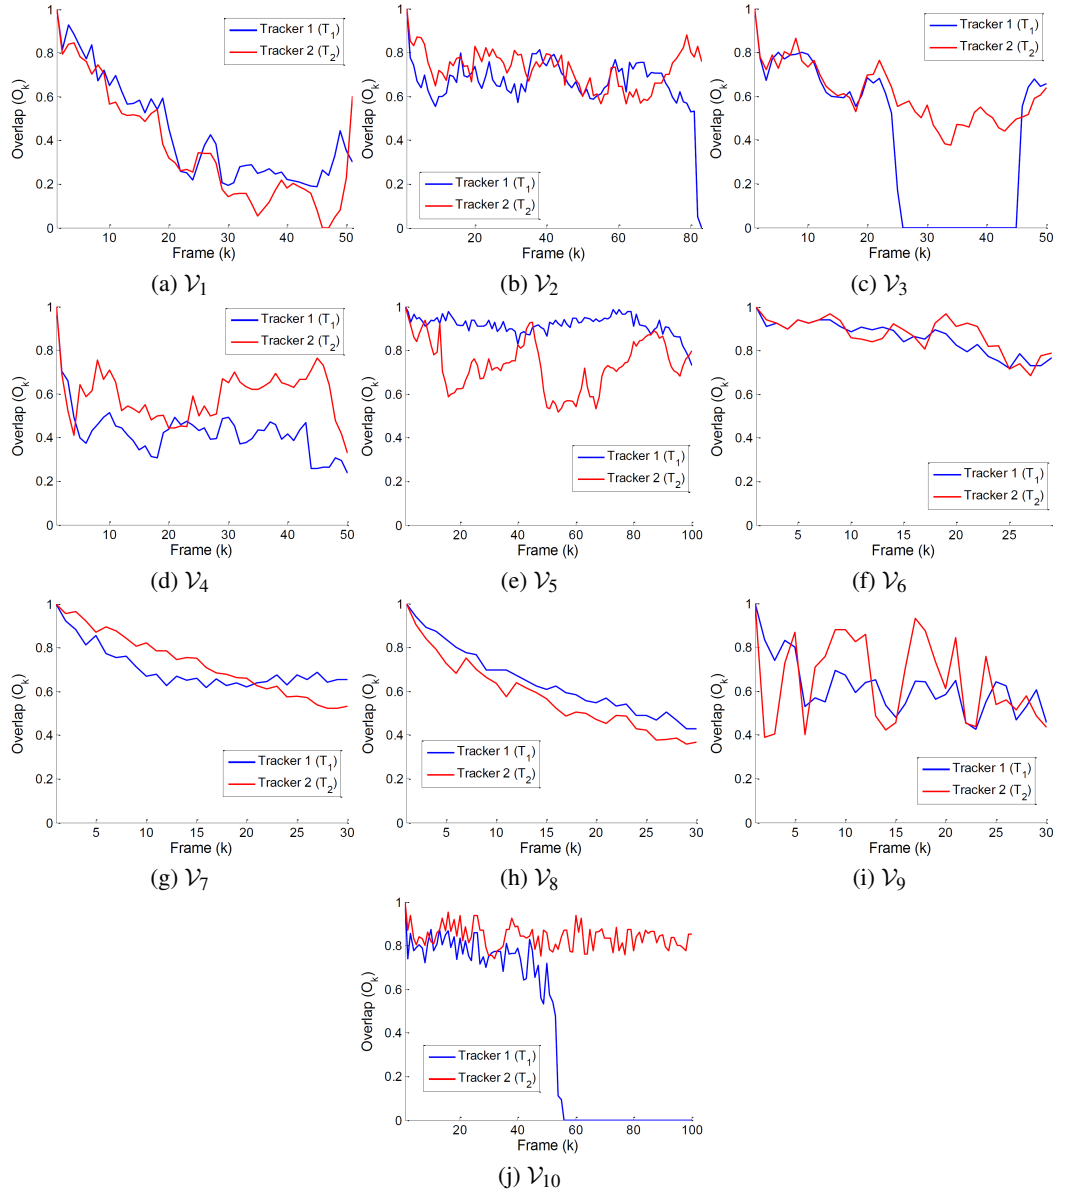 1
0.8
0.6
0.4
0.2
0
Overlap (O_k)
10 20 30 40 50
Frame (k)
Tracker 1 (T_1)
Tracker 2 (T_2)
(a) 𝒱_1
1
0.8
0.6
0.4
0.2
0
Overlap (O_k)
20 40 60 80
Frame (k)
Tracker 1 (T_1)
Tracker 2 (T_2)
(b) 𝒱_2
1
0.8
0.6
0.4
0.2
0
Overlap (O_k)
10 20 30 40 50
Frame (k)
Tracker 1 (T_1)
Tracker 2 (T_2)
(c) 𝒱_3
1
0.8
0.6
0.4
0.2
0
Overlap (O_k)
10 20 30 40 50
Frame (k)
Tracker 1 (T_1)
Tracker 2 (T_2)
(d) 𝒱_4
1
0.8
0.6
0.4
0.2
0
Overlap (O_k)
20 40 60 80 100
Frame (k)
Tracker 1 (T_1)
Tracker 2 (T_2)
(e) 𝒱_5
1
0.8
0.6
0.4
0.2
0
Overlap (O_k)
5 10 15 20 25
Frame (k)
Tracker 1 (T_1)
Tracker 2 (T_2)
(f) 𝒱_6
1
0.8
0.6
0.4
0.2
0
Overlap (O_k)
5 10 15 20 25 30
Frame (k)
Tracker 1 (T_1)
Tracker 2 (T_2)
(g) 𝒱_7
1
0.8
0.6
0.4
0.2
0
Overlap (O_k)
5 10 15 20 25 30
Frame (k)
Tracker 1 (T_1)
Tracker 2 (T_2)
(h) 𝒱_8
1
0.8
0.6
0.4
0.2
0
Overlap (O_k)
5 10 15 20 25 30
Frame (k)
Tracker 1 (T_1)
Tracker 2 (T_2)
(i) 𝒱_9
1
0.8
0.6
0.4
0.2
0
Overlap (O_k)
20 40 60 80 100
Frame (k)
Tracker 1 (T_1)
Tracker 2 (T_2)
(j) 𝒱_10